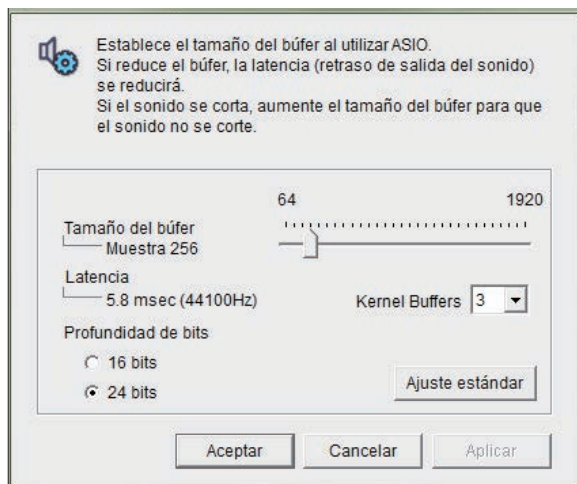 Establece el tamaño del búfer al utilizar ASIO.
Si reduce el búfer, la latencia (retraso de salida del sonido)
se reducirá.
Si el sonido se corta, aumente el tamaño del búfer para que
el sonido no se corte.
64 1920
Tamaño del búfer
Muestra 256
Latencia
5.8 msec (44100Hz)
Kernel Buffers 3
Profundidad de bits
16 bits
24 bits
Ajuste estándar
Aceptar Cancelar Aplicar